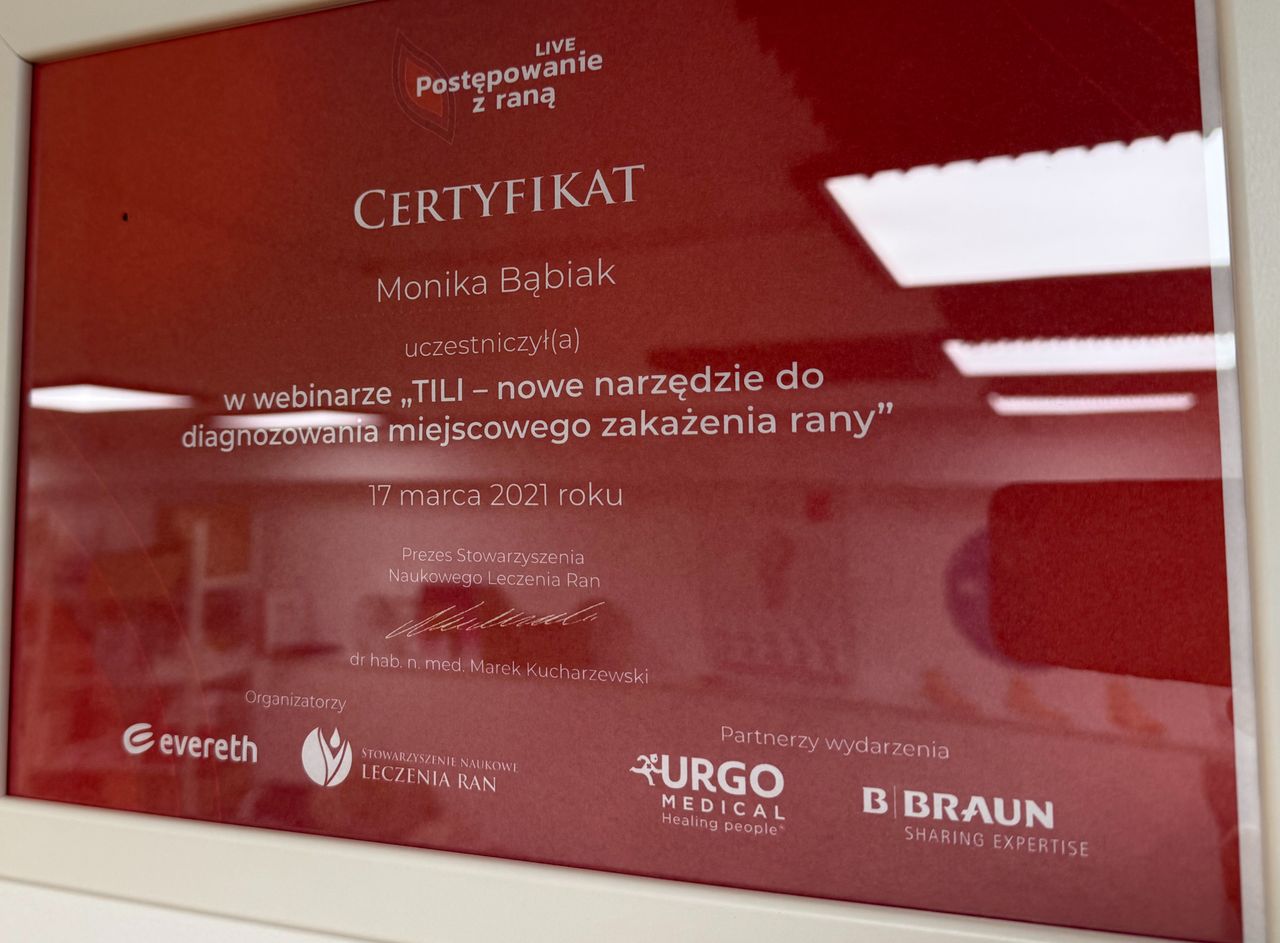 LIVE
Postępowanie
z raną
CERTYFIKAT
Monika Bąbiak
uczestniczył(a)
w webinarze „TILI – nowe narzędzie do
diagnozowania miejscowego zakażenia rany”
17 marca 2021 roku
Prezes Stowarzyszenia
Naukowego Leczenia Ran
dr hab. n. med. Marek Kucharzewski
Organizatorzy
evereth
STOWARZYSZENIE NAUKOWE
LECZENIA RAN
Partnerzy wydarzenia
URGO
MEDICAL
Healing people
B|BRAUN
SHARING EXPERTISE